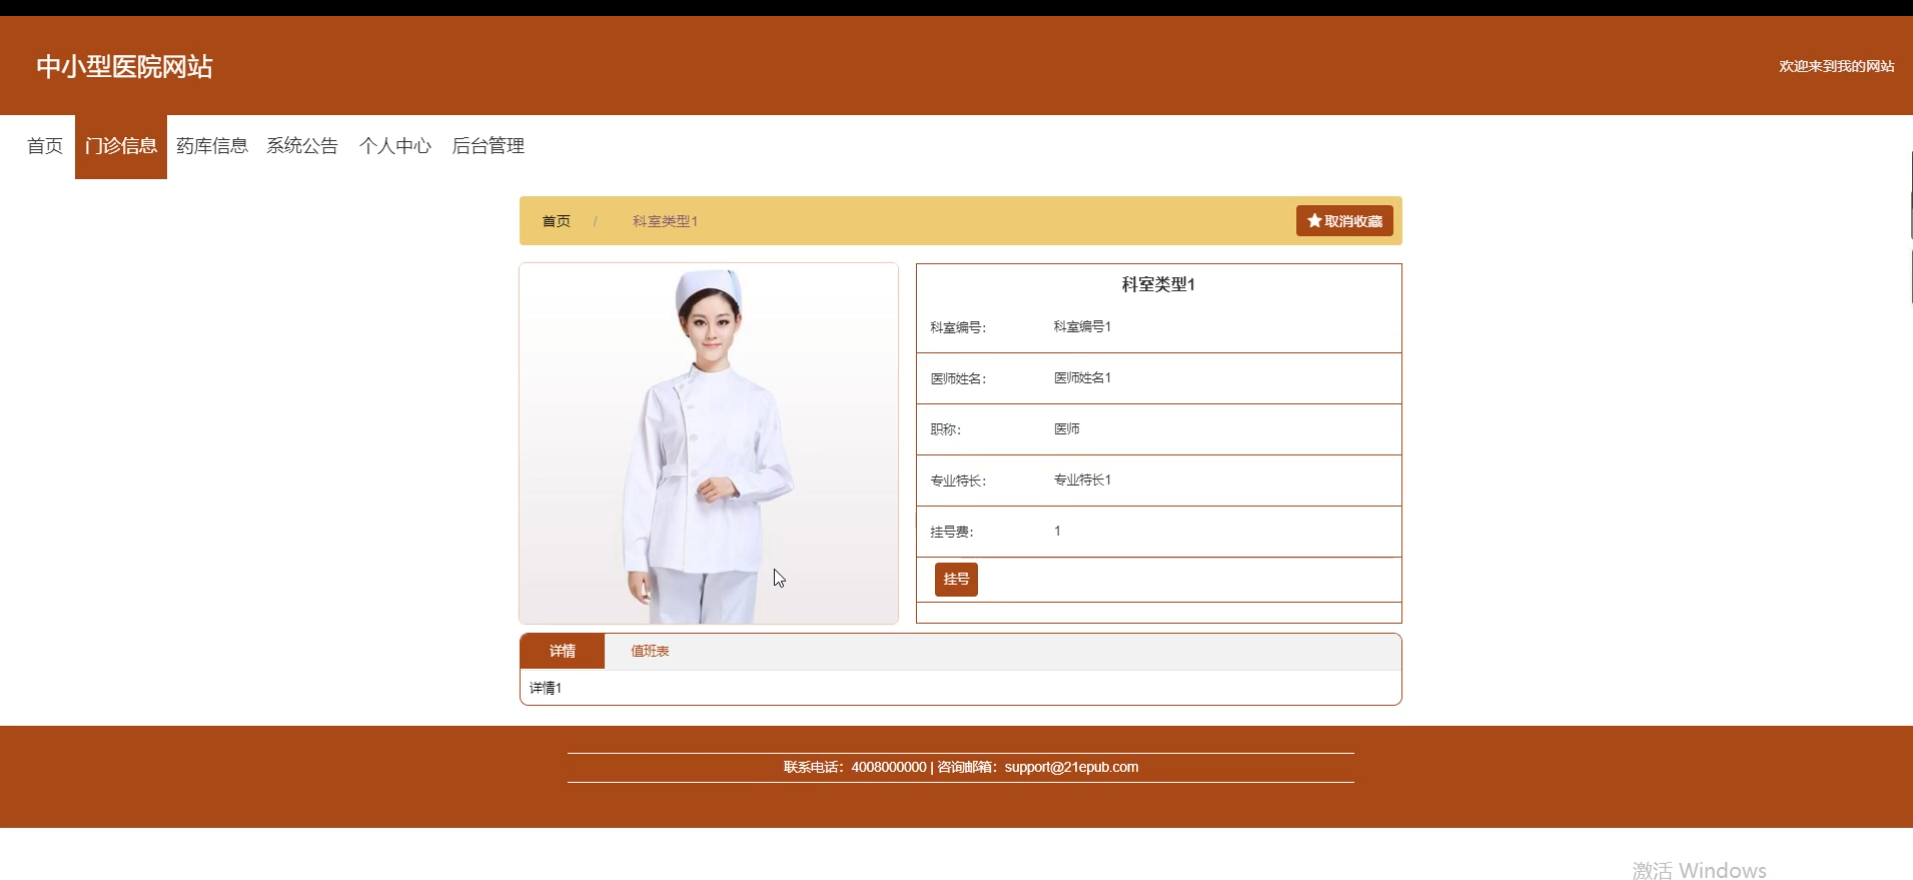 中小型医院网站
欢迎来到我的网站
首页 门诊信息 药库信息 系统公告 个人中心 后台管理
首页 / 科室类型1
取消收藏
科室类型1
科室编号： 科室编号1
医师姓名： 医师姓名1
职称： 医师
专业特长： 专业特长1
挂号费： 1
挂号
详情 值班表
详情1
联系电话：4008000000 | 咨询邮箱：support@21epub.com
激活 Windows